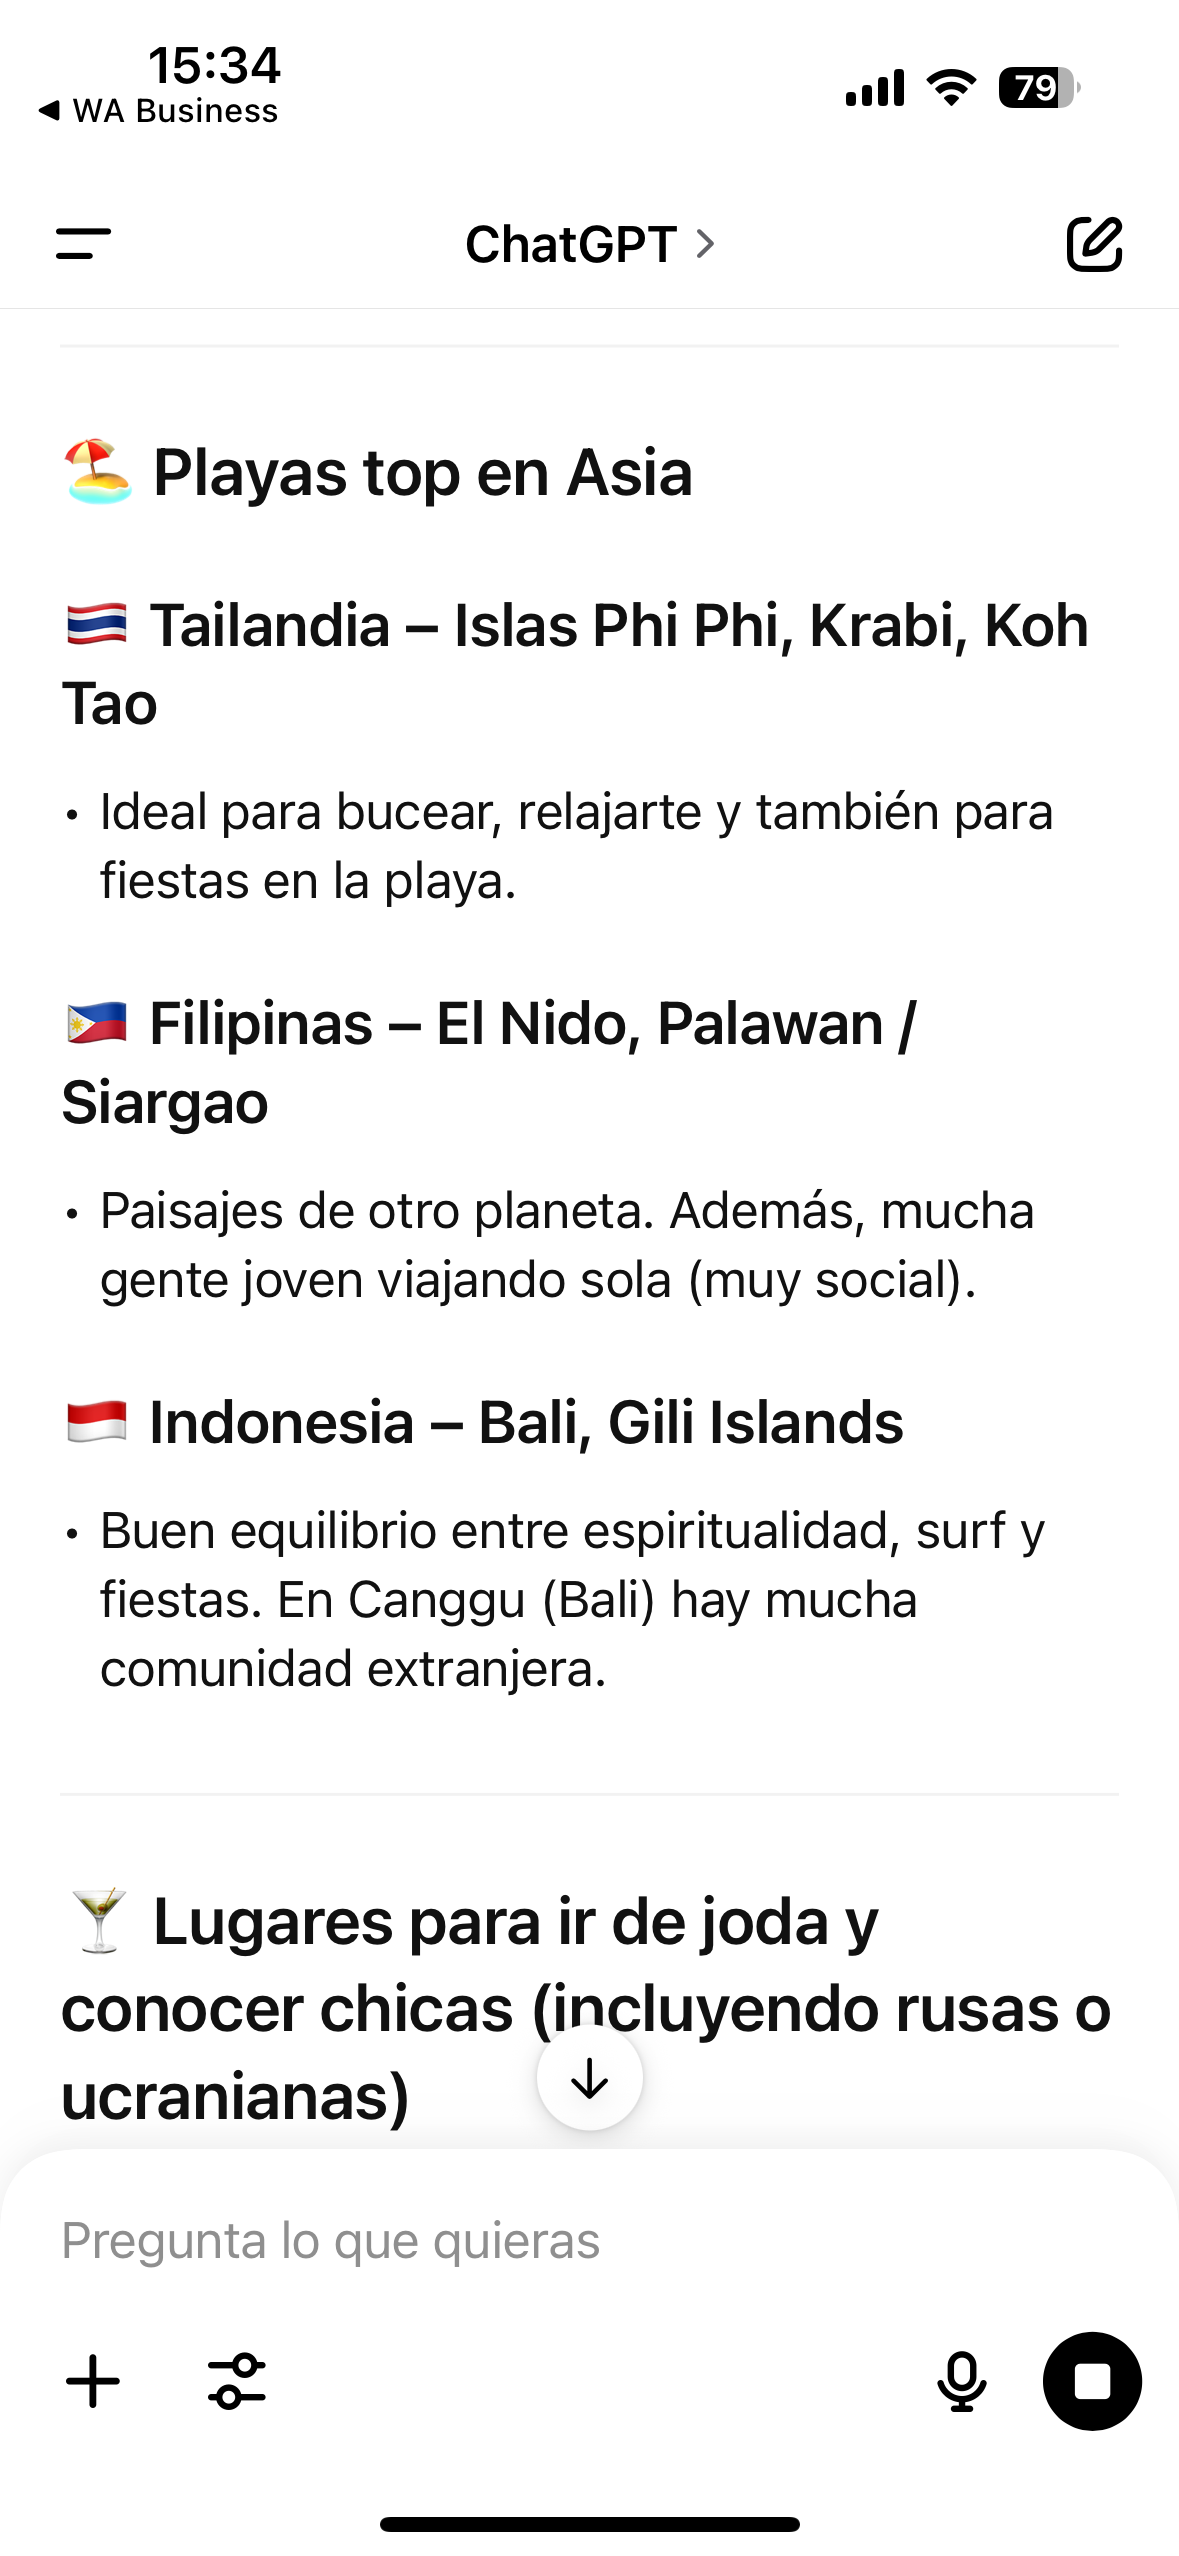 15:34
◀ WA Business
79
ChatGPT >
🏖️ Playas top en Asia
🇹🇭 Tailandia – Islas Phi Phi, Krabi, Koh
Tao
• Ideal para bucear, relajarte y también para
fiestas en la playa.
🇵🇭 Filipinas – El Nido, Palawan /
Siargao
• Paisajes de otro planeta. Además, mucha
gente joven viajando sola (muy social).
🇮🇩 Indonesia – Bali, Gili Islands
• Buen equilibrio entre espiritualidad, surf y
fiestas. En Canggu (Bali) hay mucha
comunidad extranjera.
🍸 Lugares para ir de joda y
conocer chicas (incluyendo rusas o
ucranianas)
Pregunta lo que quieras